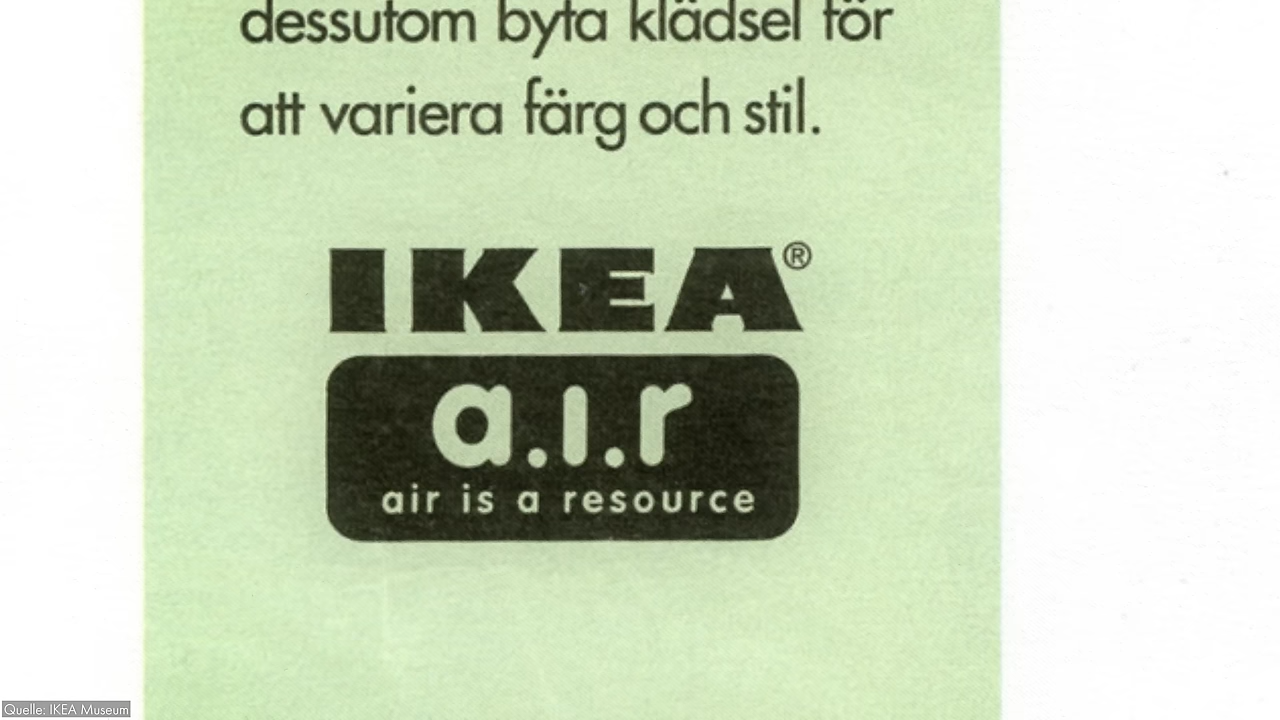 dessutom byta klädsel för
att variera färg och stil.
IKEA®
a.ı.r
air is a resource
Quelle: IKEA Museum